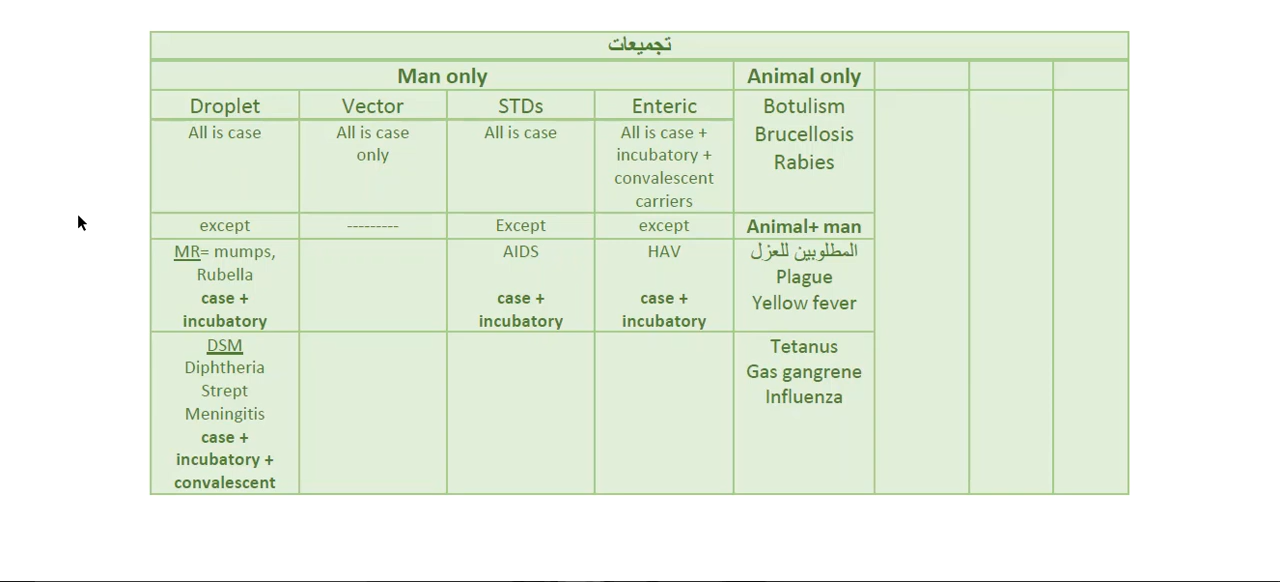 تجميعات
Man only
Animal only
Droplet
Vector
STDs
Enteric
Botulism
Brucellosis
Rabies
All is case
All is case
only
All is case
All is case +
incubatory +
convalescent
carriers
except
---------
Except
except
Animal+ man
MR= mumps,
Rubella
case +
incubatory
AIDS
case +
incubatory
HAV
case +
incubatory
المطلوبين للعزل
Plague
Yellow fever
DSM
Diphtheria
Strept
Meningitis
case +
incubatory +
convalescent
Tetanus
Gas gangrene
Influenza